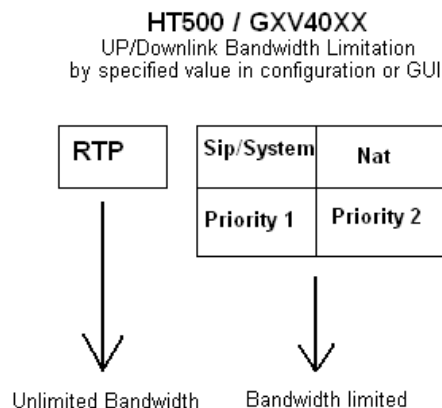 HT500 / GXV40XX
UP/Downlink Bandwidth Limitation
by specified value in configuration or GUI
RTP
Sip/System
Nat
Priority 1
Priority 2
Unlimited Bandwidth
Bandwidth limited